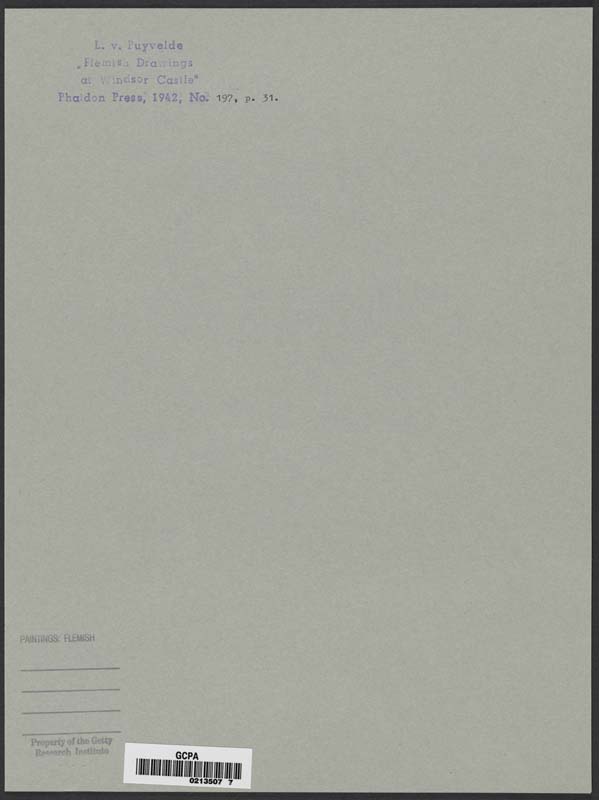 L. v. Puyvelde
„Flemish Drawings
at Windsor Castle"
Phaidon Press, 1942, No. 197, p. 31.
PAINTINGS: FLEMISH
Property of the Getty
Research Institute
GCPA
0213507 7